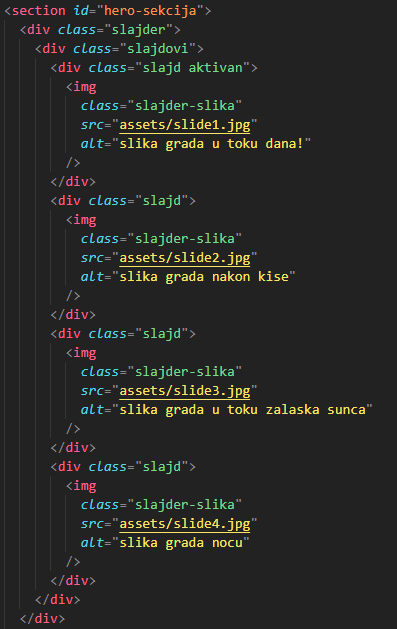 <section id="hero-sekcija">
<div class="slajder">
<div class="slajdovi">
<div class="slajd aktivan">
<img
class="slajder-slika"
src="assets/slide1.jpg"
alt="slika grada u toku dana!"
/>
</div>
<div class="slajd">
<img
class="slajder-slika"
src="assets/slide2.jpg"
alt="slika grada nakon kise"
/>
</div>
<div class="slajd">
<img
class="slajder-slika"
src="assets/slide3.jpg"
alt="slika grada u toku zalaska sunca"
/>
</div>
<div class="slajd">
<img
class="slajder-slika"
src="assets/slide4.jpg"
alt="slika grada nocu"
/>
</div>
</div>
</div>